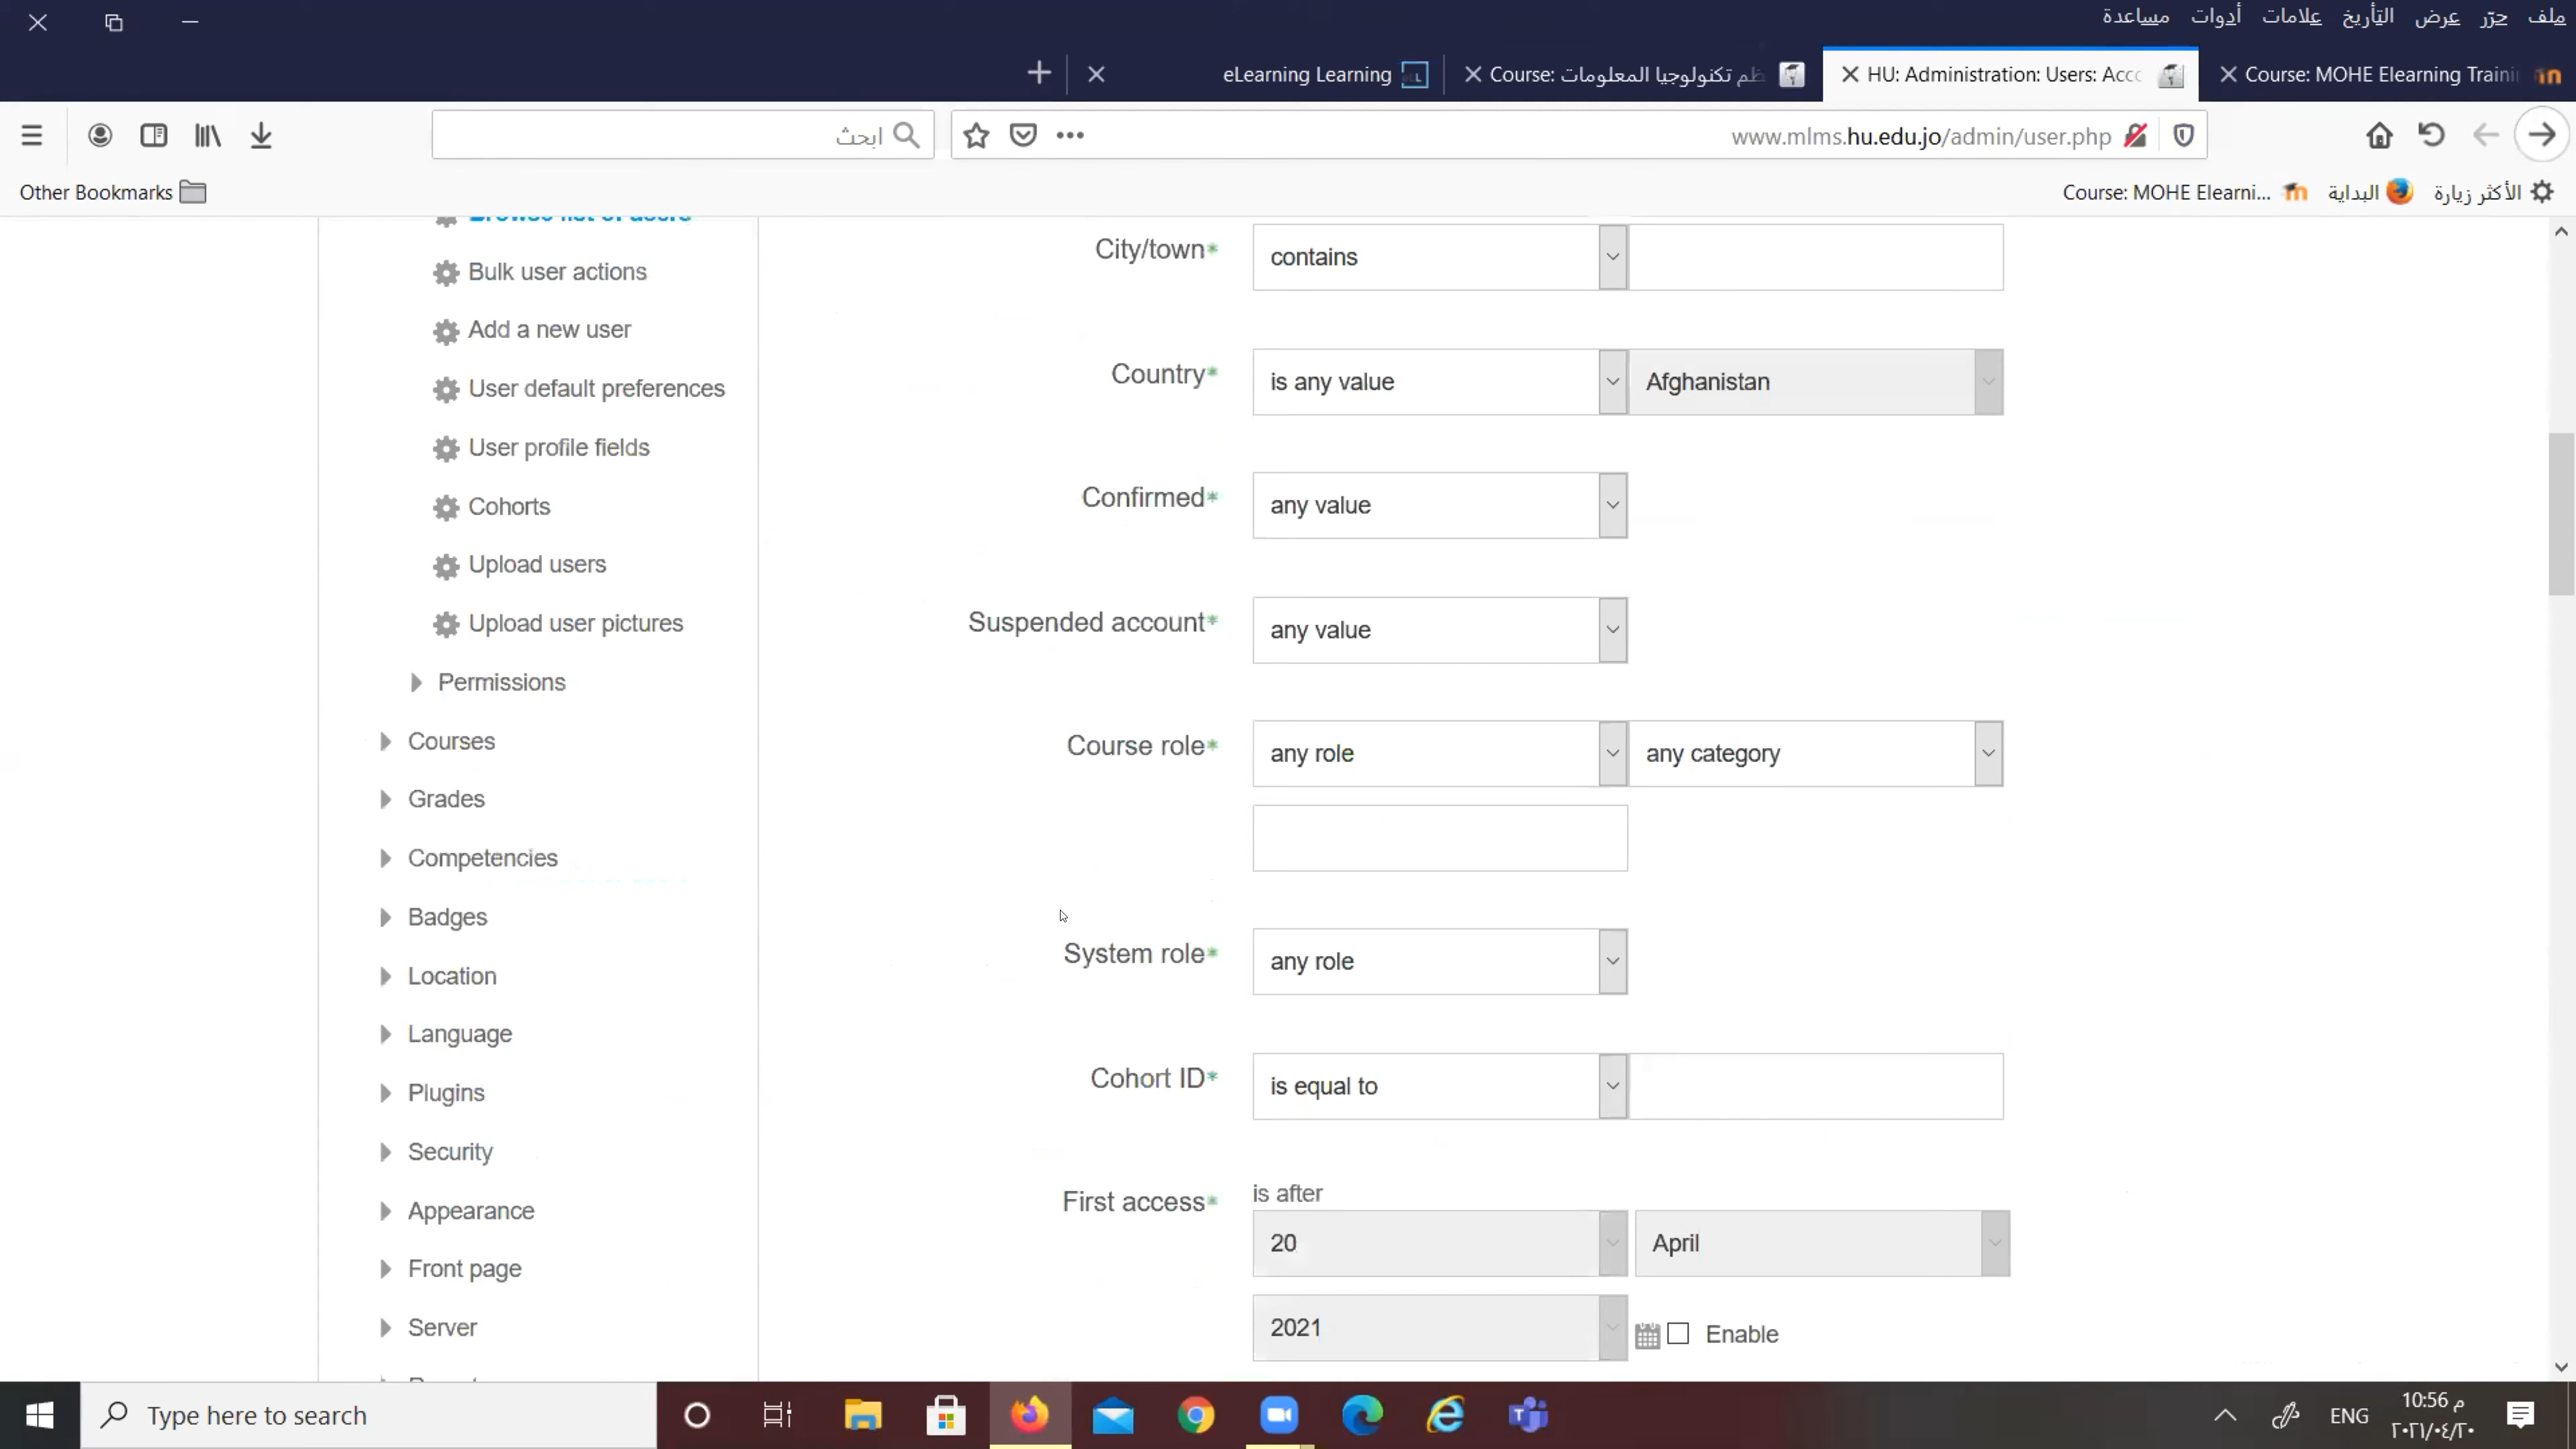 ملف حرّر عرض التأريخ علامات أدوات مساعدة
Course: MOHE Elearning Traini
HU: Administration: Users: Acco
Course: ظم تكنولوجيا المعلومات
eLearning Learning
www.mlms.hu.edu.jo/admin/user.php
ابحث
الأكثر زيارة
البداية
Course: MOHE Elearni...
Other Bookmarks
Browse list of users
Bulk user actions
Add a new user
User default preferences
User profile fields
Cohorts
Upload users
Upload user pictures
Permissions
Courses
Grades
Competencies
Badges
Location
Language
Plugins
Security
Appearance
Front page
Server
City/town* contains
Country* is any value Afghanistan
Confirmed* any value
Suspended account* any value
Course role* any role any category
System role* any role
Cohort ID* is equal to
First access* is after
20 April
2021 Enable
Type here to search
ENG
10:56 م
٢٠٢١/٠٤/٢٠